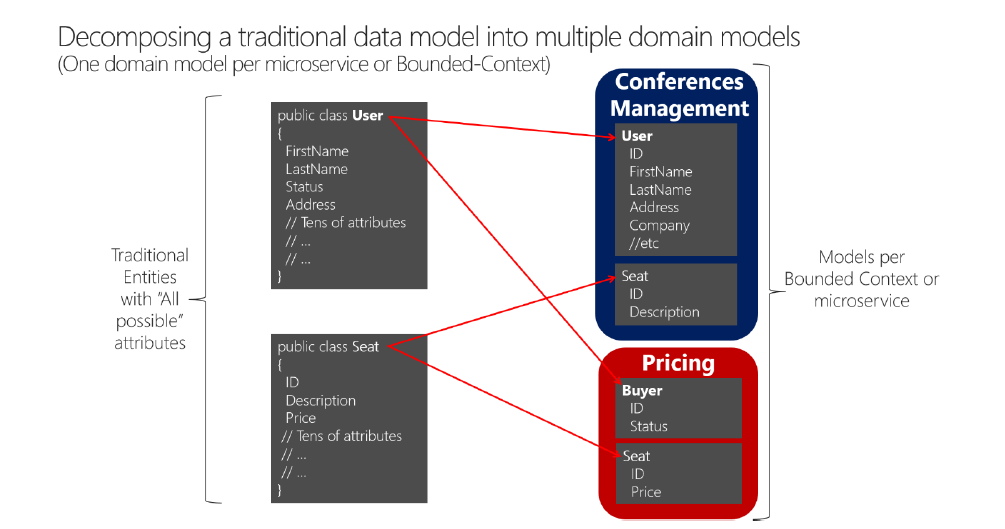 Decomposing a traditional data model into multiple domain models
(One domain model per microservice or Bounded-Context)
Traditional
Entities
with "All
possible"
attributes
public class User
{
FirstName
LastName
Status
Address
// Tens of attributes
// ...
// ...
}
public class Seat
{
ID
Description
Price
// Tens of attributes
// ...
// ...
}
Conferences
Management
User
ID
FirstName
LastName
Address
Company
//etc
Seat
ID
Description
Pricing
Buyer
ID
Status
Seat
ID
Price
Models per
Bounded Context or
microservice